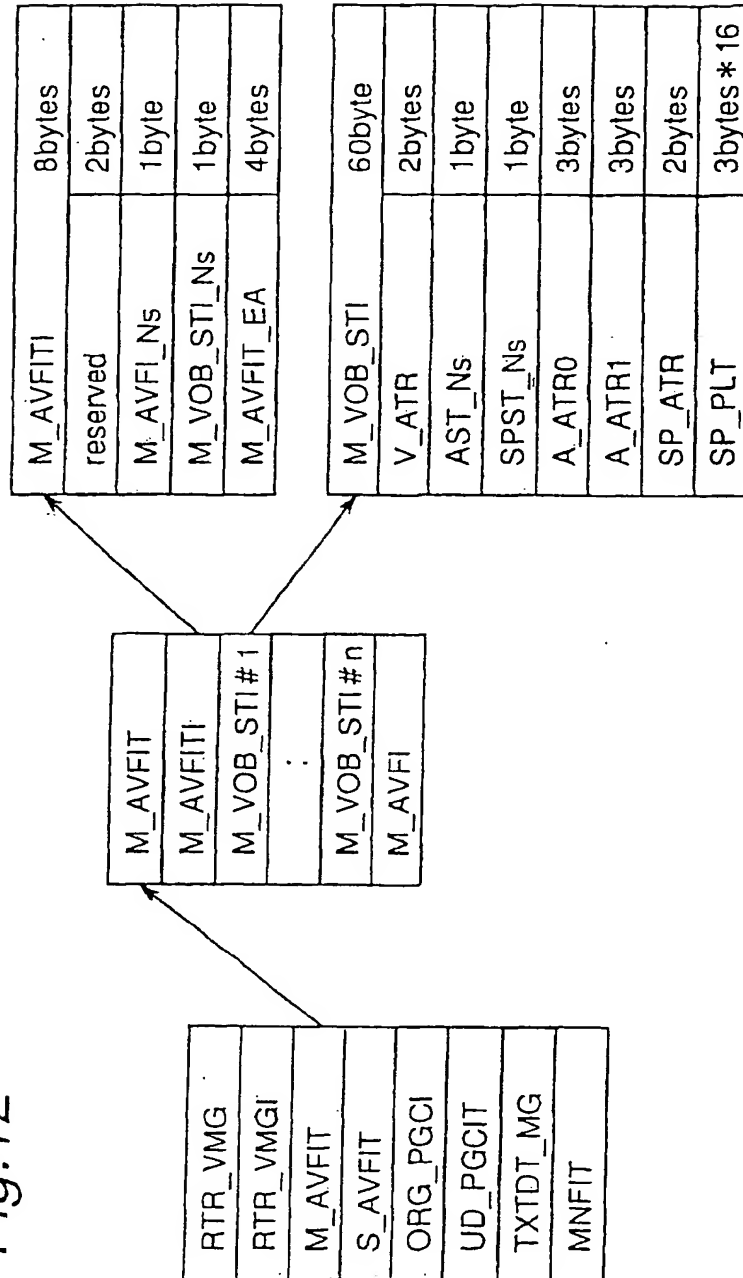 Fig.12
RTR_VMG
RTR_VMGI
M_AVFIT
S_AVFIT
ORG_PGCI
UD_PGCIT
TXTDT_MG
MNFIT
M_AVFIT
M_AVFITI
M_VOB_STI#1
:
M_VOB_STI#n
M_AVFI
M_AVFITI 8bytes
reserved 2bytes
M_AVFI_Ns 1byte
M_VOB_STI_Ns 1byte
M_AVFIT_EA 4bytes
M_VOB_STI 60byte
V_ATR 2bytes
AST_Ns 1byte
SPST_Ns 1byte
A_ATR0 3bytes
A_ATR1 3bytes
SP_ATR 2bytes
SP_PLT 3bytes*16